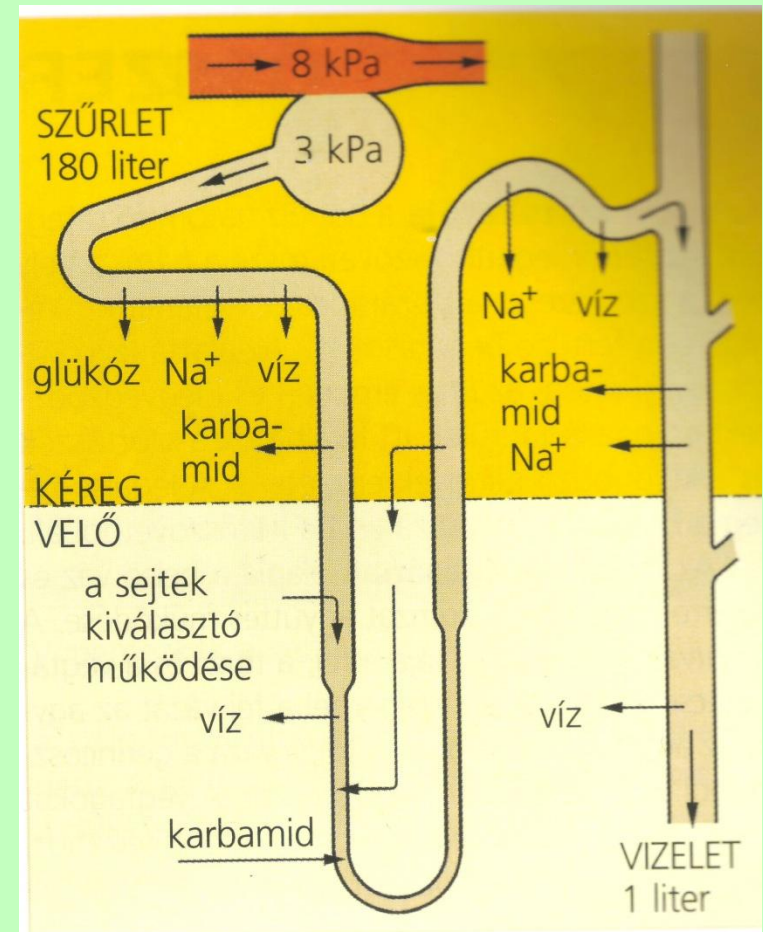 8 kPa
SZŰRLET
180 liter
3 kPa
glükóz Na⁺ víz
Na⁺ víz
karba-
mid
karba-
mid
Na⁺
KÉREG
VELŐ
a sejtek
kiválasztó
működése
víz
víz
karbamid
VIZELET
1 liter